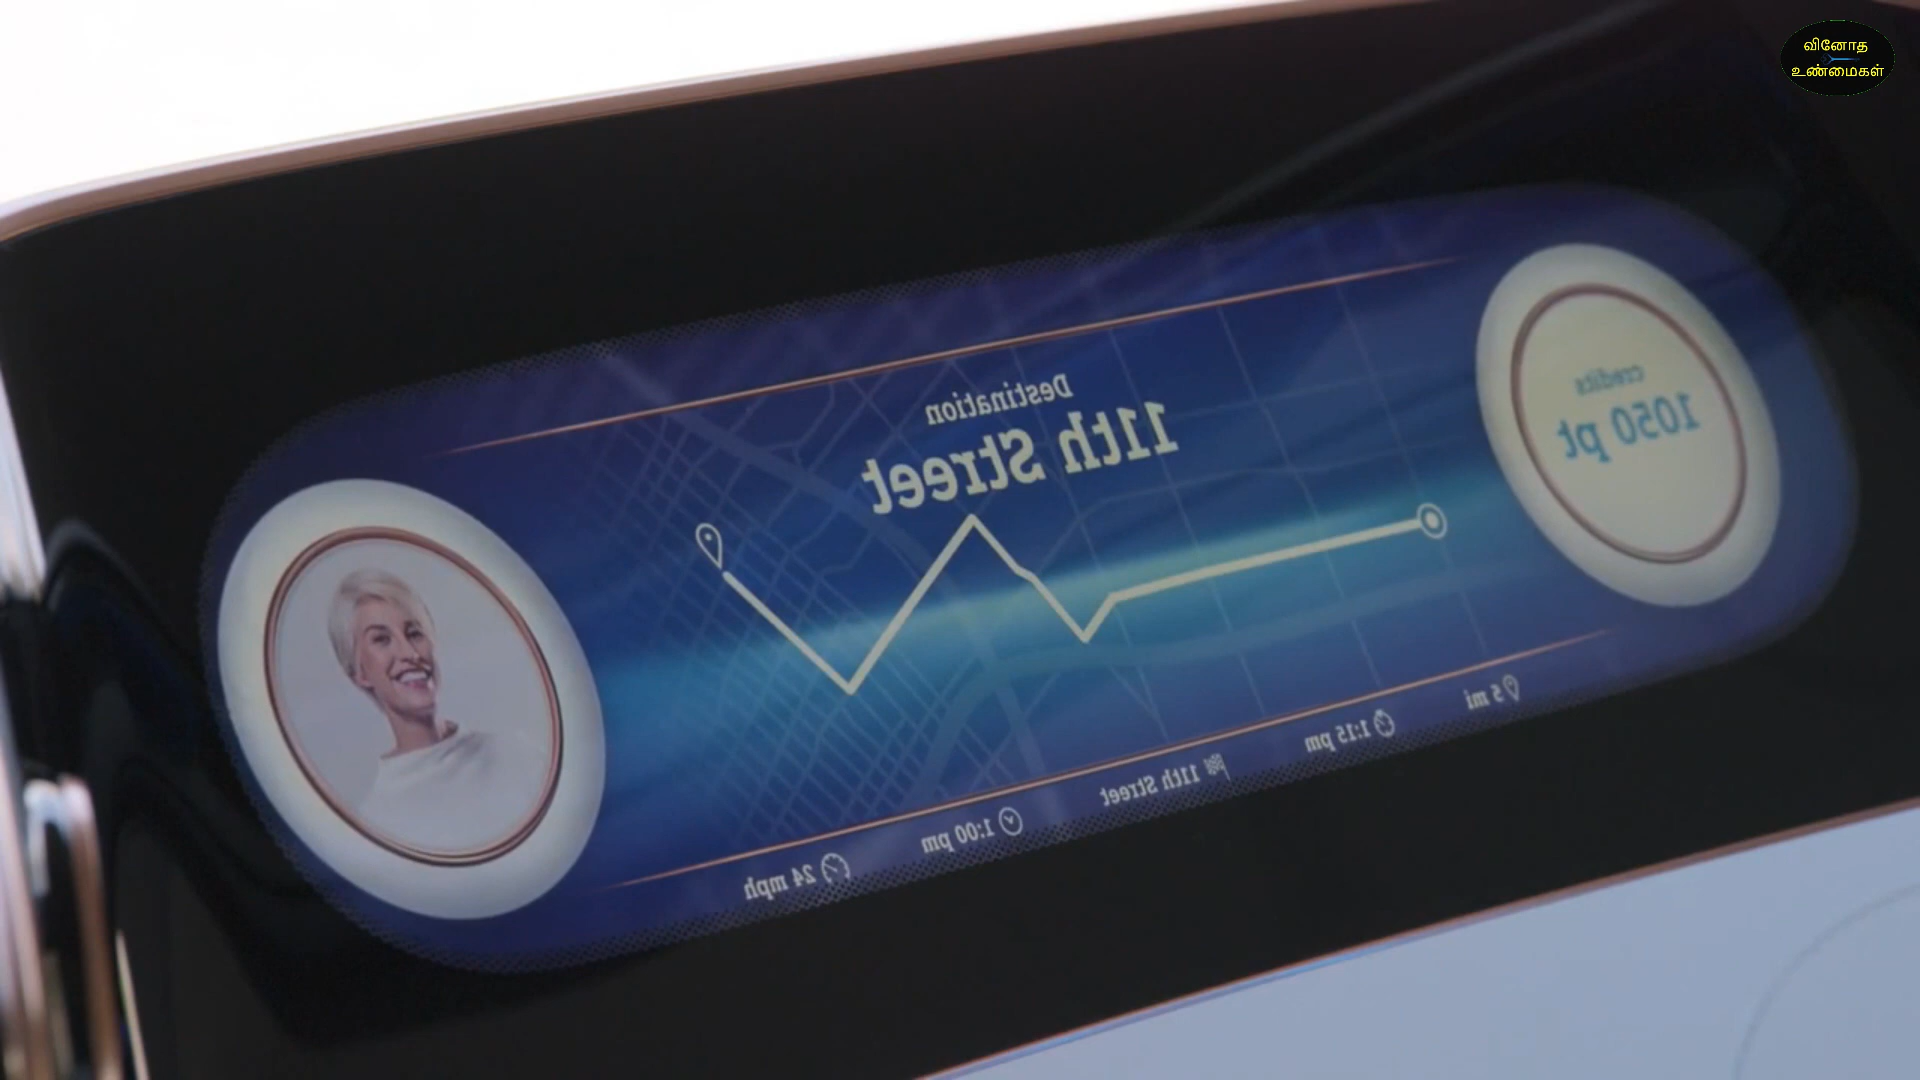 வினோத
உண்மைகள்
credits
1050 pt
Destination
11th Street
5 mi
1:15 pm
11th Street
1:00 pm
24 mph